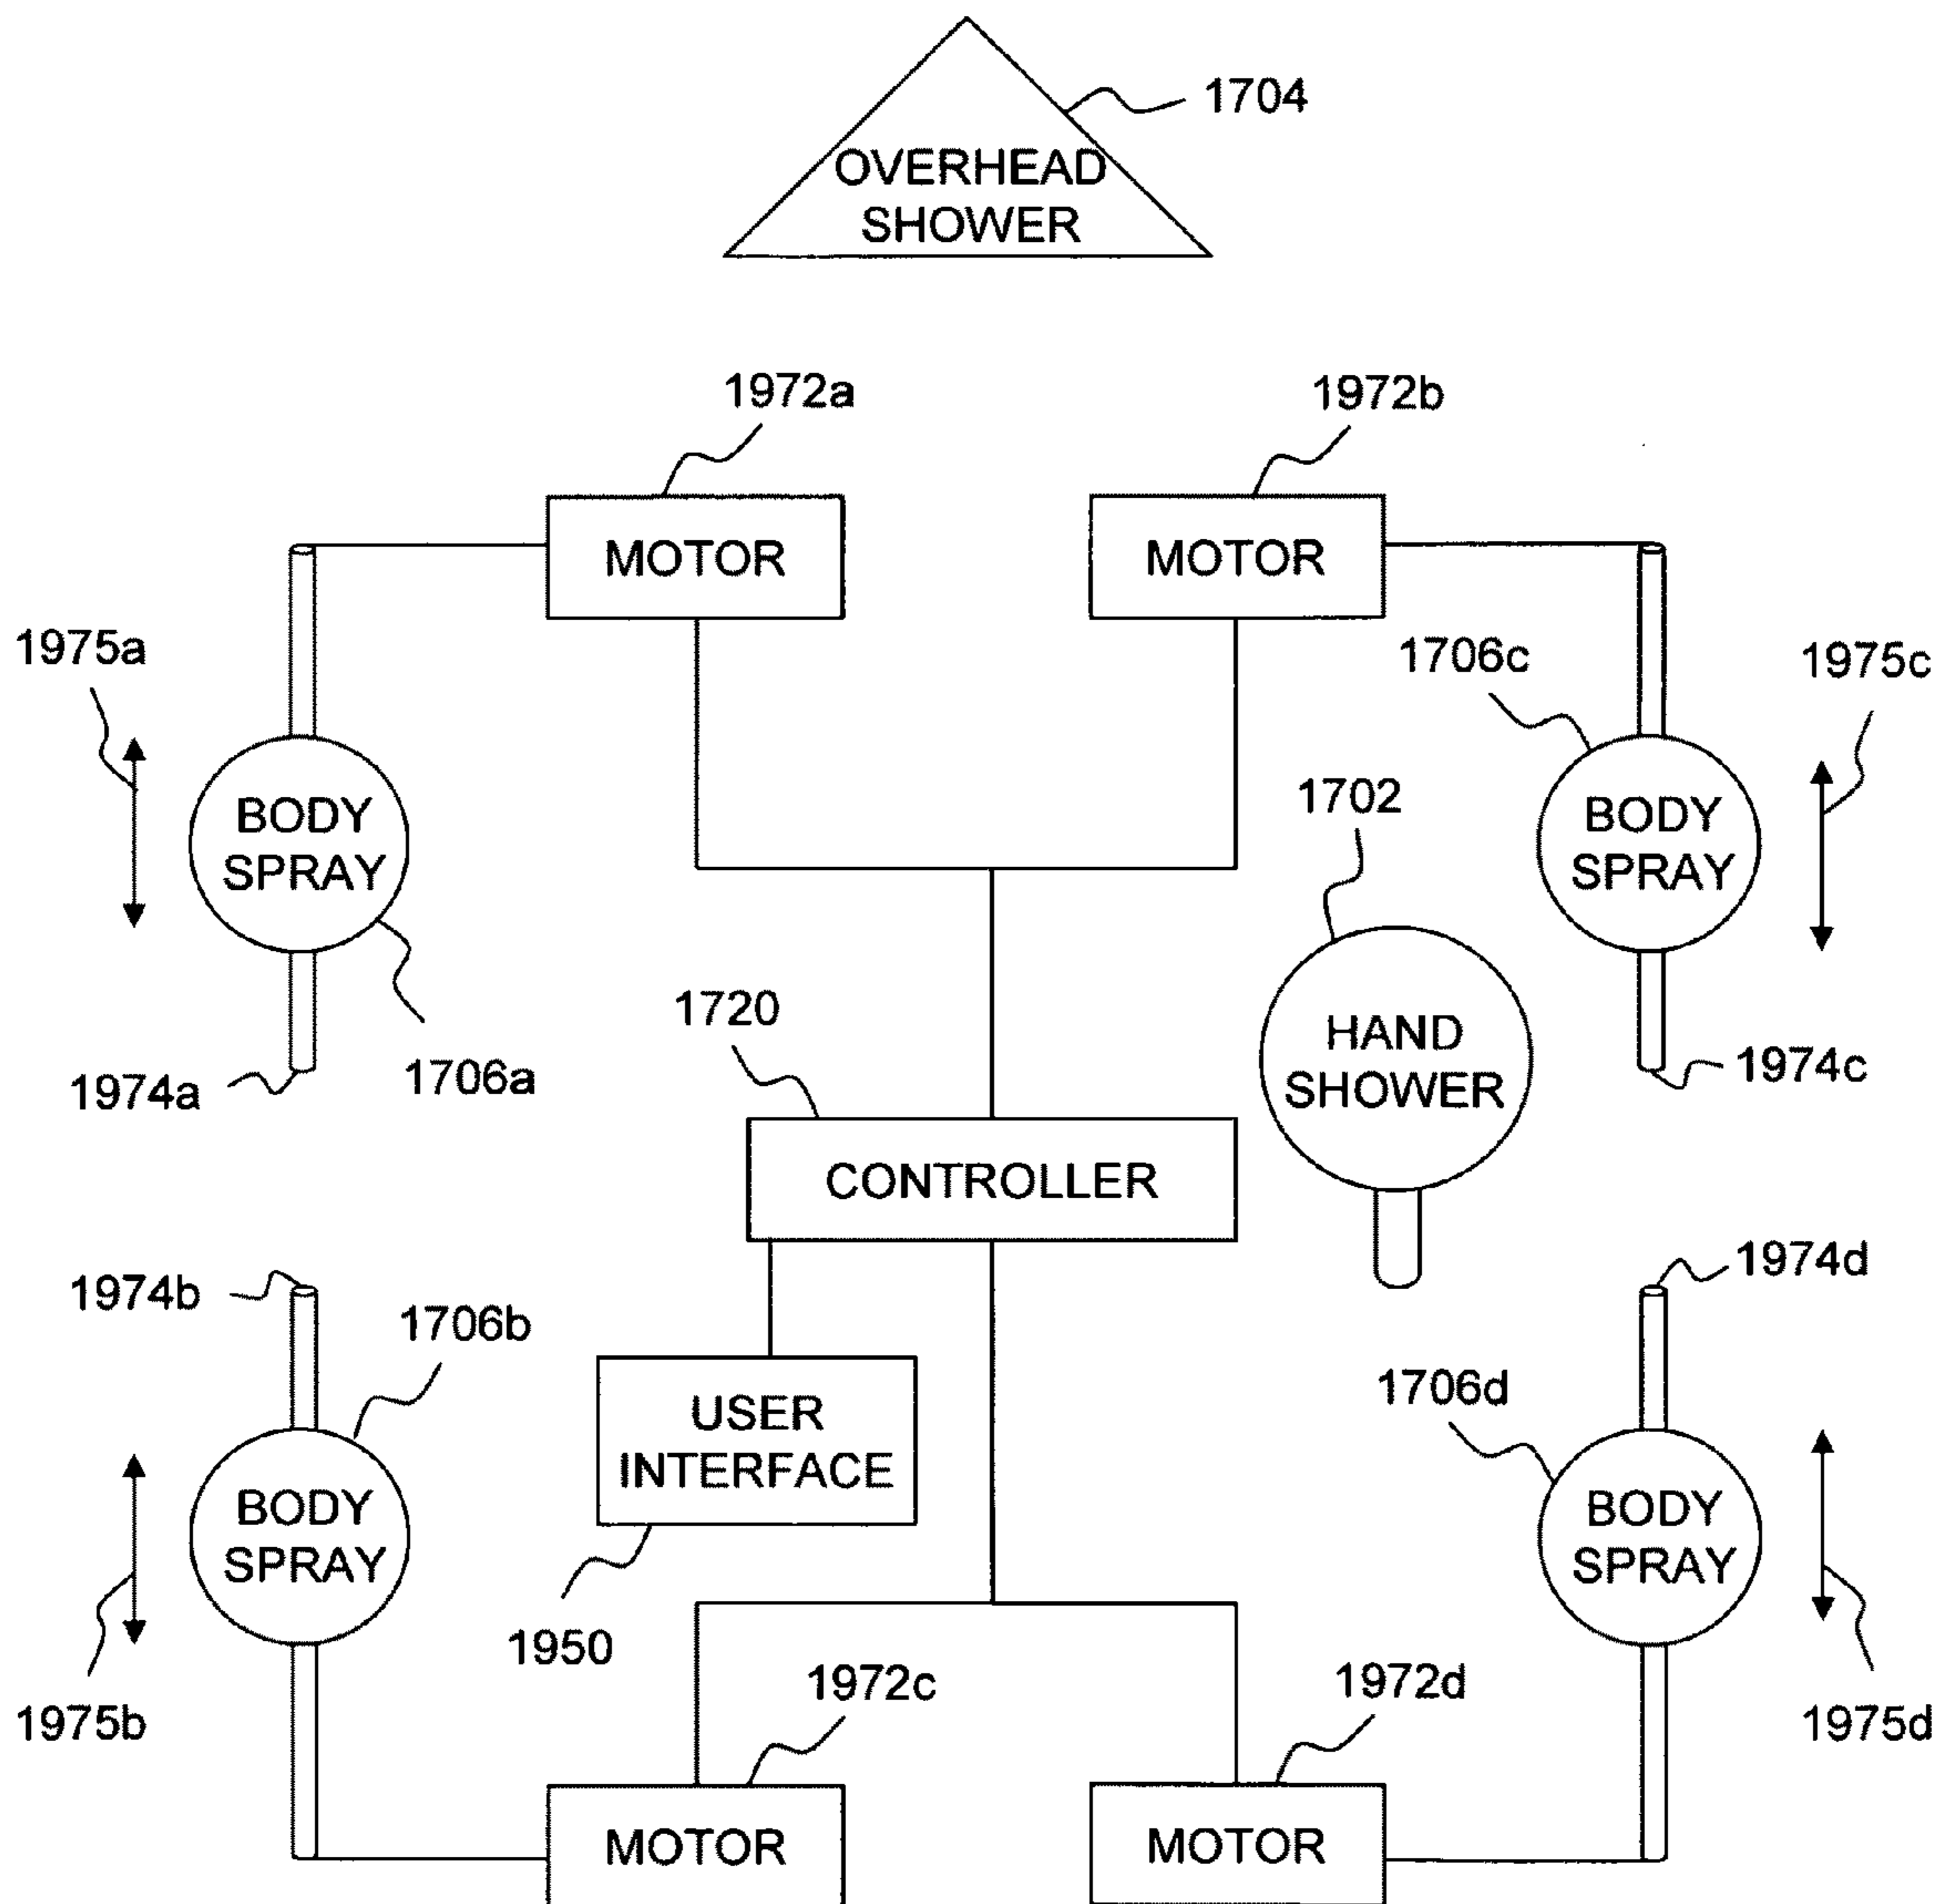 1704
OVERHEAD
SHOWER
1972a
1972b
MOTOR
MOTOR
1975a
1706c
1975c
BODY
SPRAY
1702
BODY
SPRAY
1720
HAND
SHOWER
1974a
1706a
1974c
CONTROLLER
1974b
1706b
1974d
USER
INTERFACE
1706d
BODY
SPRAY
BODY
SPRAY
1950
1975b
1972c
1972d
1975d
MOTOR
MOTOR